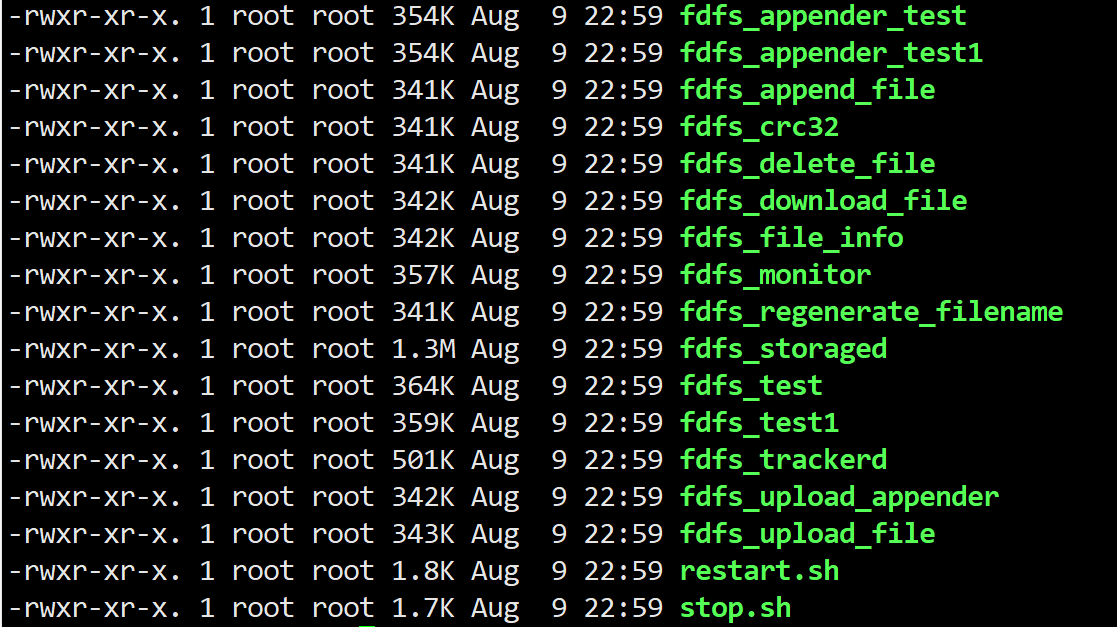 -rwxr-xr-x. 1 root root 354K Aug  9 22:59 fdfs_appender_test
-rwxr-xr-x. 1 root root 354K Aug  9 22:59 fdfs_appender_test1
-rwxr-xr-x. 1 root root 341K Aug  9 22:59 fdfs_append_file
-rwxr-xr-x. 1 root root 341K Aug  9 22:59 fdfs_crc32
-rwxr-xr-x. 1 root root 341K Aug  9 22:59 fdfs_delete_file
-rwxr-xr-x. 1 root root 342K Aug  9 22:59 fdfs_download_file
-rwxr-xr-x. 1 root root 342K Aug  9 22:59 fdfs_file_info
-rwxr-xr-x. 1 root root 357K Aug  9 22:59 fdfs_monitor
-rwxr-xr-x. 1 root root 341K Aug  9 22:59 fdfs_regenerate_filename
-rwxr-xr-x. 1 root root 1.3M Aug  9 22:59 fdfs_storaged
-rwxr-xr-x. 1 root root 364K Aug  9 22:59 fdfs_test
-rwxr-xr-x. 1 root root 359K Aug  9 22:59 fdfs_test1
-rwxr-xr-x. 1 root root 501K Aug  9 22:59 fdfs_trackerd
-rwxr-xr-x. 1 root root 342K Aug  9 22:59 fdfs_upload_appender
-rwxr-xr-x. 1 root root 343K Aug  9 22:59 fdfs_upload_file
-rwxr-xr-x. 1 root root 1.8K Aug  9 22:59 restart.sh
-rwxr-xr-x. 1 root root 1.7K Aug  9 22:59 stop.sh